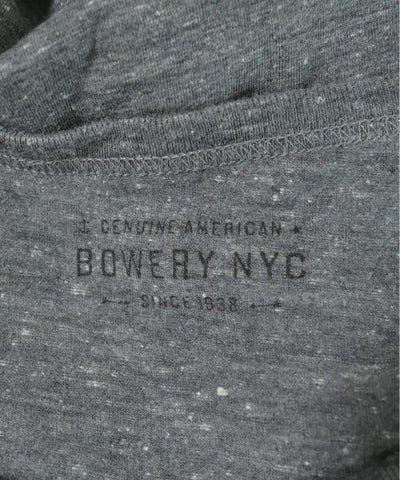 GENUINE AMERICAN
BOWERY NYC
SINCE 1938